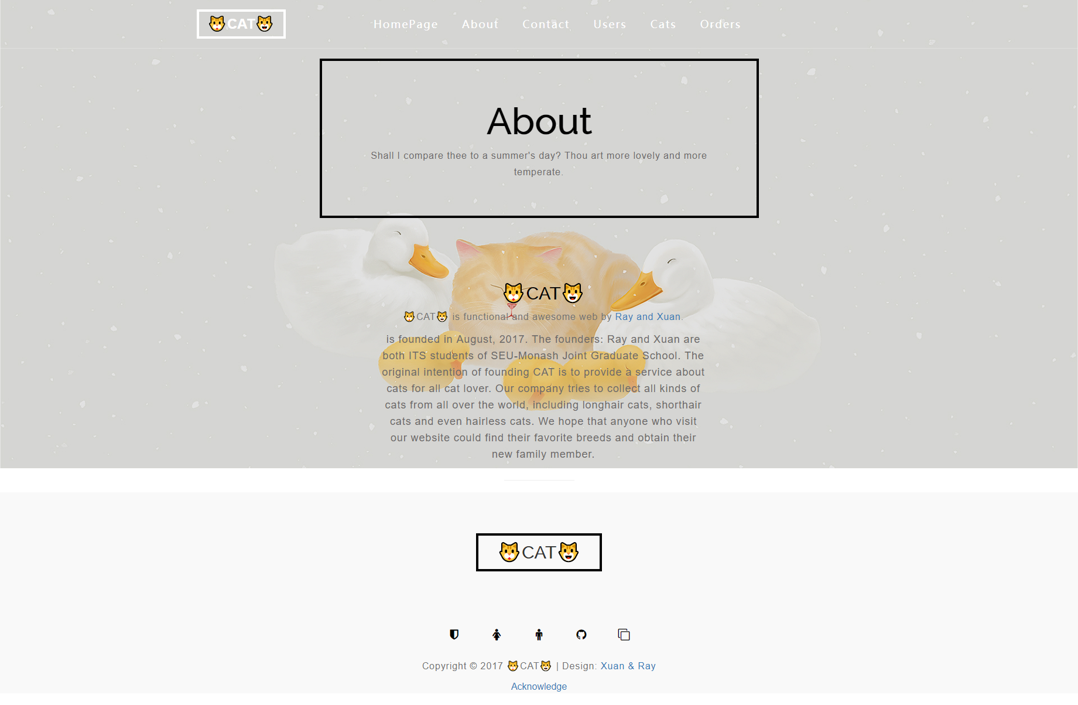 🐱CAT🐱
HomePage About Contact Users Cats Orders
About
Shall I compare thee to a summer's day? Thou art more lovely and more
temperate.
🐱CAT🐱
🐱CAT🐱 is functional and awesome web by Ray and Xuan.
is founded in August, 2017. The founders: Ray and Xuan are
both ITS students of SEU-Monash Joint Graduate School. The
original intention of founding CAT is to provide a service about
cats for all cat lover. Our company tries to collect all kinds of
cats from all over the world, including longhair cats, shorthair
cats and even hairless cats. We hope that anyone who visit
our website could find their favorite breeds and obtain their
new family member.
🐱CAT🐱
Copyright © 2017 🐱CAT🐱 | Design: Xuan & Ray
Acknowledge